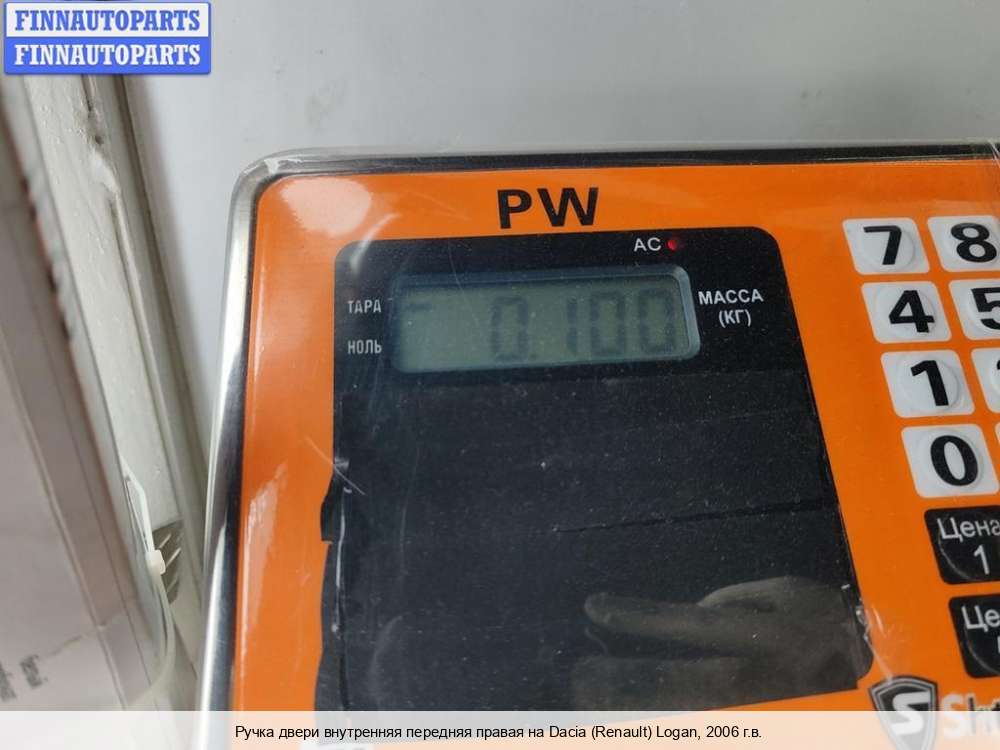 FINNAUTOPARTS
FINNAUTOPARTS
PW
AC
ТАРА
НОЛЬ
0.100
МАССА
(КГ)
7 8
4 5
1
0
Цена
1
Ручка двери внутренняя передняя правая на Dacia (Renault) Logan, 2006 г.в.